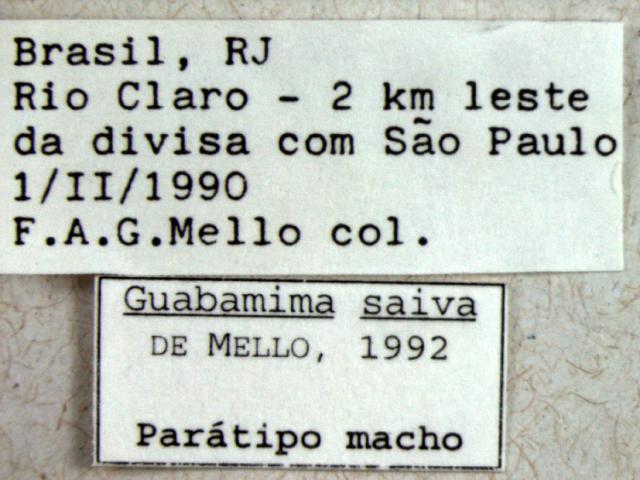 Brasil, RJ
Rio Claro - 2 km leste
da divisa com São Paulo
1/II/1990
F.A.G.Mello col.
Guabamima saiva
DE MELLO, 1992
Parátipo macho